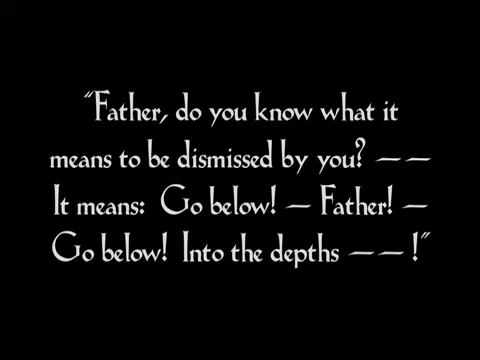 "Father, do you know what it
means to be dismissed by you? — —
It means: Go below! — Father! —
Go below! Into the depths — — !"